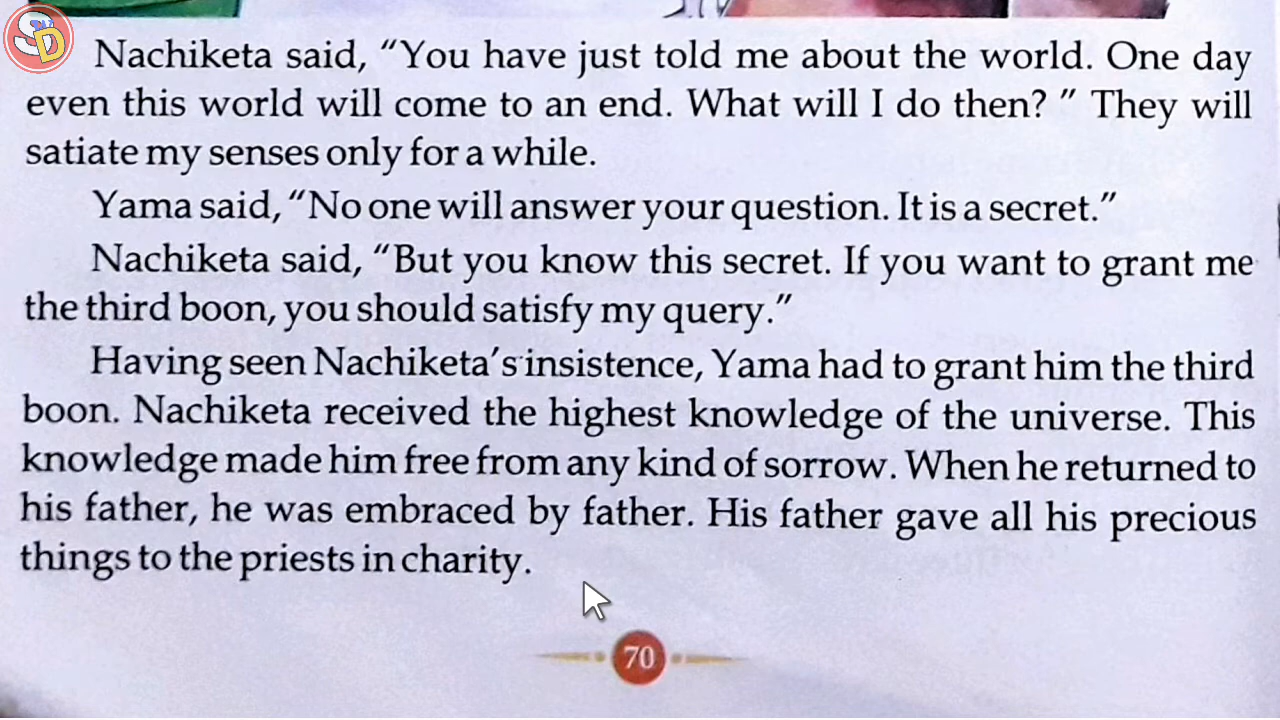 SD
Nachiketa said, “You have just told me about the world. One day
even this world will come to an end. What will I do then? ” They will
satiate my senses only for a while.
Yama said, “No one will answer your question. It is a secret.”
Nachiketa said, “But you know this secret. If you want to grant me
the third boon, you should satisfy my query.”
Having seen Nachiketa’s insistence, Yama had to grant him the third
boon. Nachiketa received the highest knowledge of the universe. This
knowledge made him free from any kind of sorrow. When he returned to
his father, he was embraced by father. His father gave all his precious
things to the priests in charity.
70